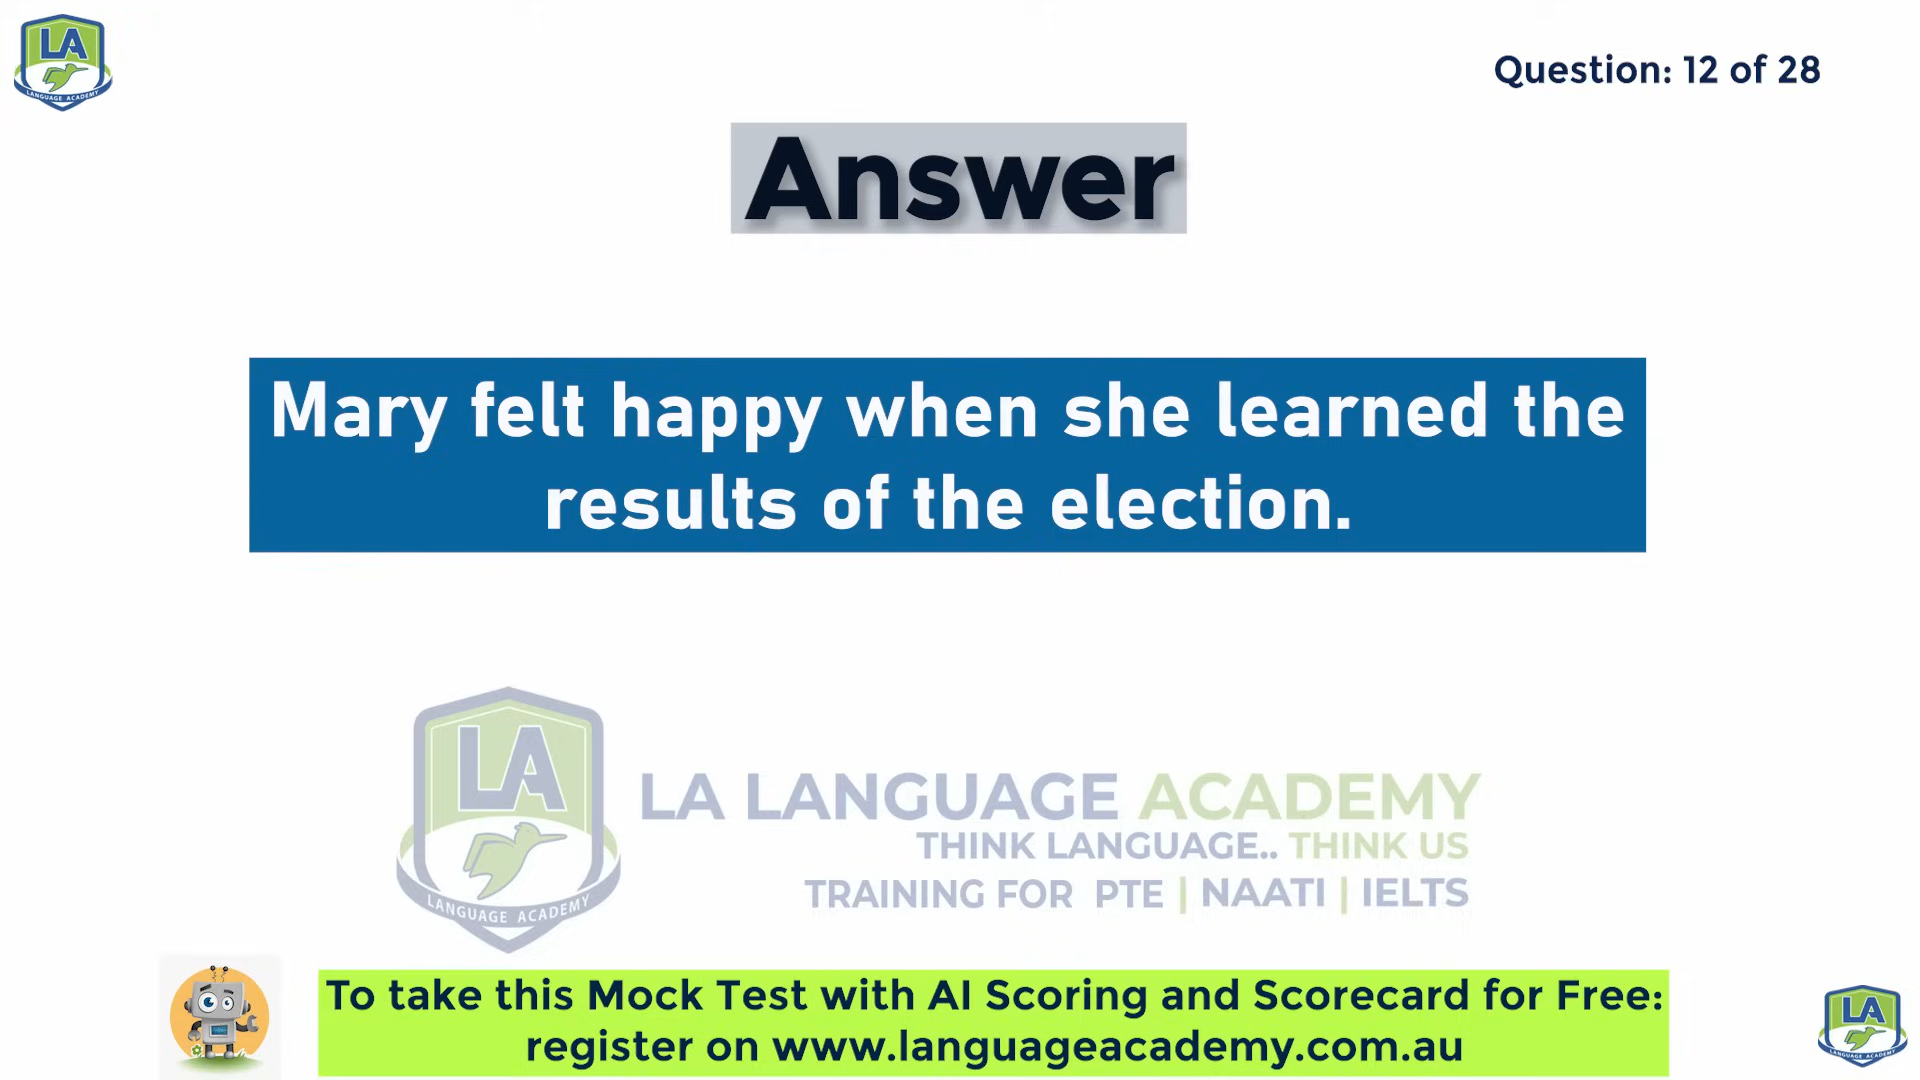 LA
LANGUAGE ACADEMY
Question: 12 of 28
Answer
Mary felt happy when she learned the
results of the election.
LA
LANGUAGE ACADEMY
LA LANGUAGE ACADEMY
THINK LANGUAGE.. THINK US
TRAINING FOR PTE | NAATI | IELTS
To take this Mock Test with AI Scoring and Scorecard for Free:
register on www.languageacademy.com.au
LA
LANGUAGE ACADEMY